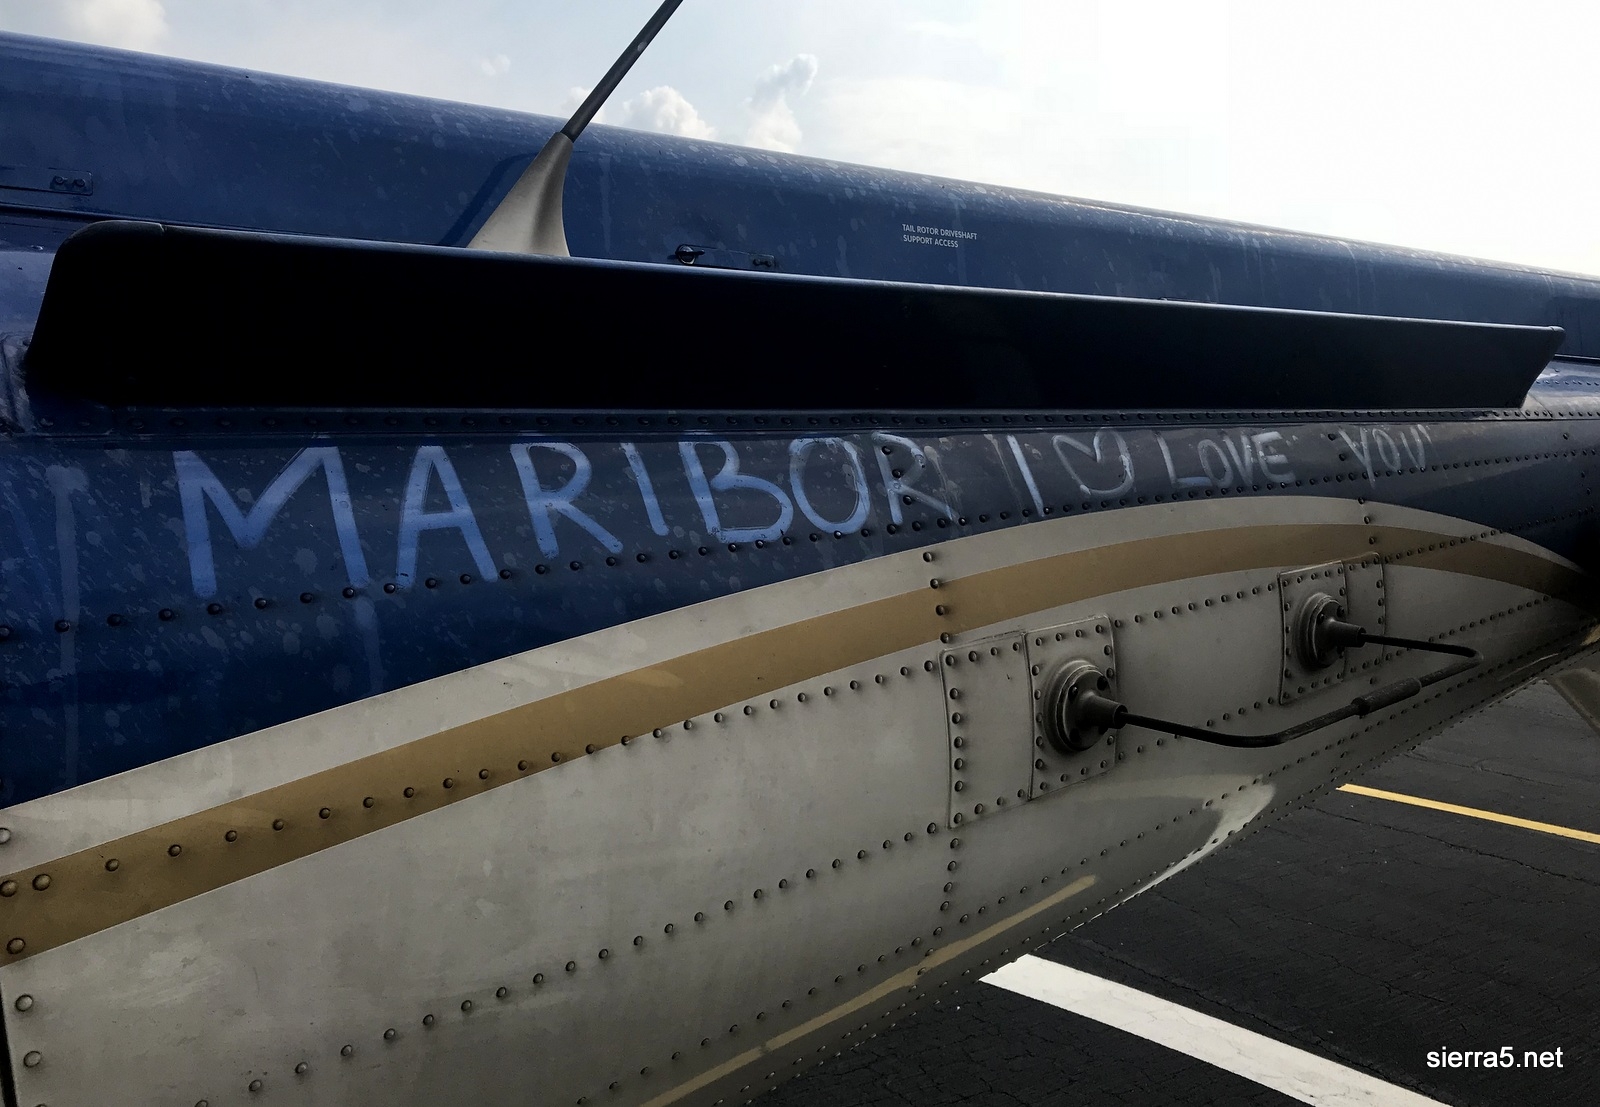 TAIL ROTOR DRIVESHAFT
SUPPORT ACCESS
MARIBOR I ♡ LOVE YOU
sierra5.net